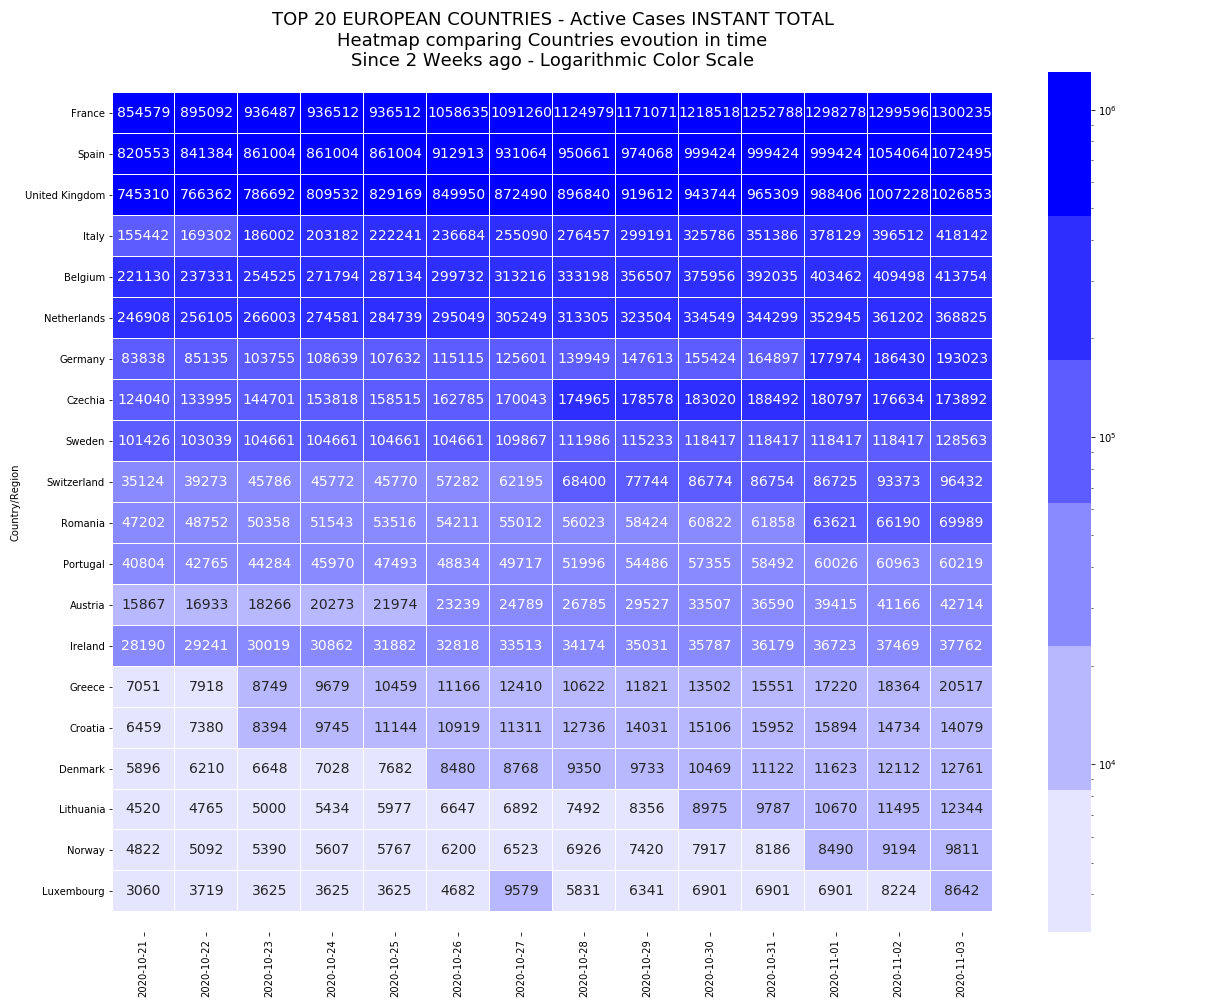 TOP 20 EUROPEAN COUNTRIES - Active Cases INSTANT TOTAL
Heatmap comparing Countries evoution in time
Since 2 Weeks ago - Logarithmic Color Scale
France 854579 895092 936487 936512 936512 1058635 1091260 1124979 1171071 1218518 1252788 1298278 1299596 1300235
Spain 820553 841384 861004 861004 861004 912913 931064 950661 974068 999424 999424 999424 1054064 1072495
United Kingdom 745310 766362 786692 809532 829169 849950 872490 896840 919612 943744 965309 988406 1007228 1026853
Italy 155442 169302 186002 203182 222241 236684 255090 276457 299191 325786 351386 378129 396512 418142
Belgium 221130 237331 254525 271794 287134 299732 313216 333198 356507 375956 392035 403462 409498 413754
Netherlands 246908 256105 266003 274581 284739 295049 305249 313305 323504 334549 344299 352945 361202 368825
Germany 83838 85135 103755 108639 107632 115115 125601 139949 147613 155424 164897 177974 186430 193023
Czechia 124040 133995 144701 153818 158515 162785 170043 174965 178578 183020 188492 180797 176634 173892
Sweden 101426 103039 104661 104661 104661 104661 109867 111986 115233 118417 118417 118417 118417 128563
Switzerland 35124 39273 45786 45772 45770 57282 62195 68400 77744 86774 86754 86725 93373 96432
Romania 47202 48752 50358 51543 53516 54211 55012 56023 58424 60822 61858 63621 66190 69989
Portugal 40804 42765 44284 45970 47493 48834 49717 51996 54486 57355 58492 60026 60963 60219
Austria 15867 16933 18266 20273 21974 23239 24789 26785 29527 33507 36590 39415 41166 42714
Ireland 28190 29241 30019 30862 31882 32818 33513 34174 35031 35787 36179 36723 37469 37762
Greece 7051 7918 8749 9679 10459 11166 12410 10622 11821 13502 15551 17220 18364 20517
Croatia 6459 7380 8394 9745 11144 10919 11311 12736 14031 15106 15952 15894 14734 14079
Denmark 5896 6210 6648 7028 7682 8480 8768 9350 9733 10469 11122 11623 12112 12761
Lithuania 4520 4765 5000 5434 5977 6647 6892 7492 8356 8975 9787 10670 11495 12344
Norway 4822 5092 5390 5607 5767 6200 6523 6926 7420 7917 8186 8490 9194 9811
Luxembourg 3060 3719 3625 3625 3625 4682 9579 5831 6341 6901 6901 6901 8224 8642
2020-10-21 2020-10-22 2020-10-23 2020-10-24 2020-10-25 2020-10-26 2020-10-27 2020-10-28 2020-10-29 2020-10-30 2020-10-31 2020-11-01 2020-11-02 2020-11-03
Country/Region
10⁶
10⁵
10⁴